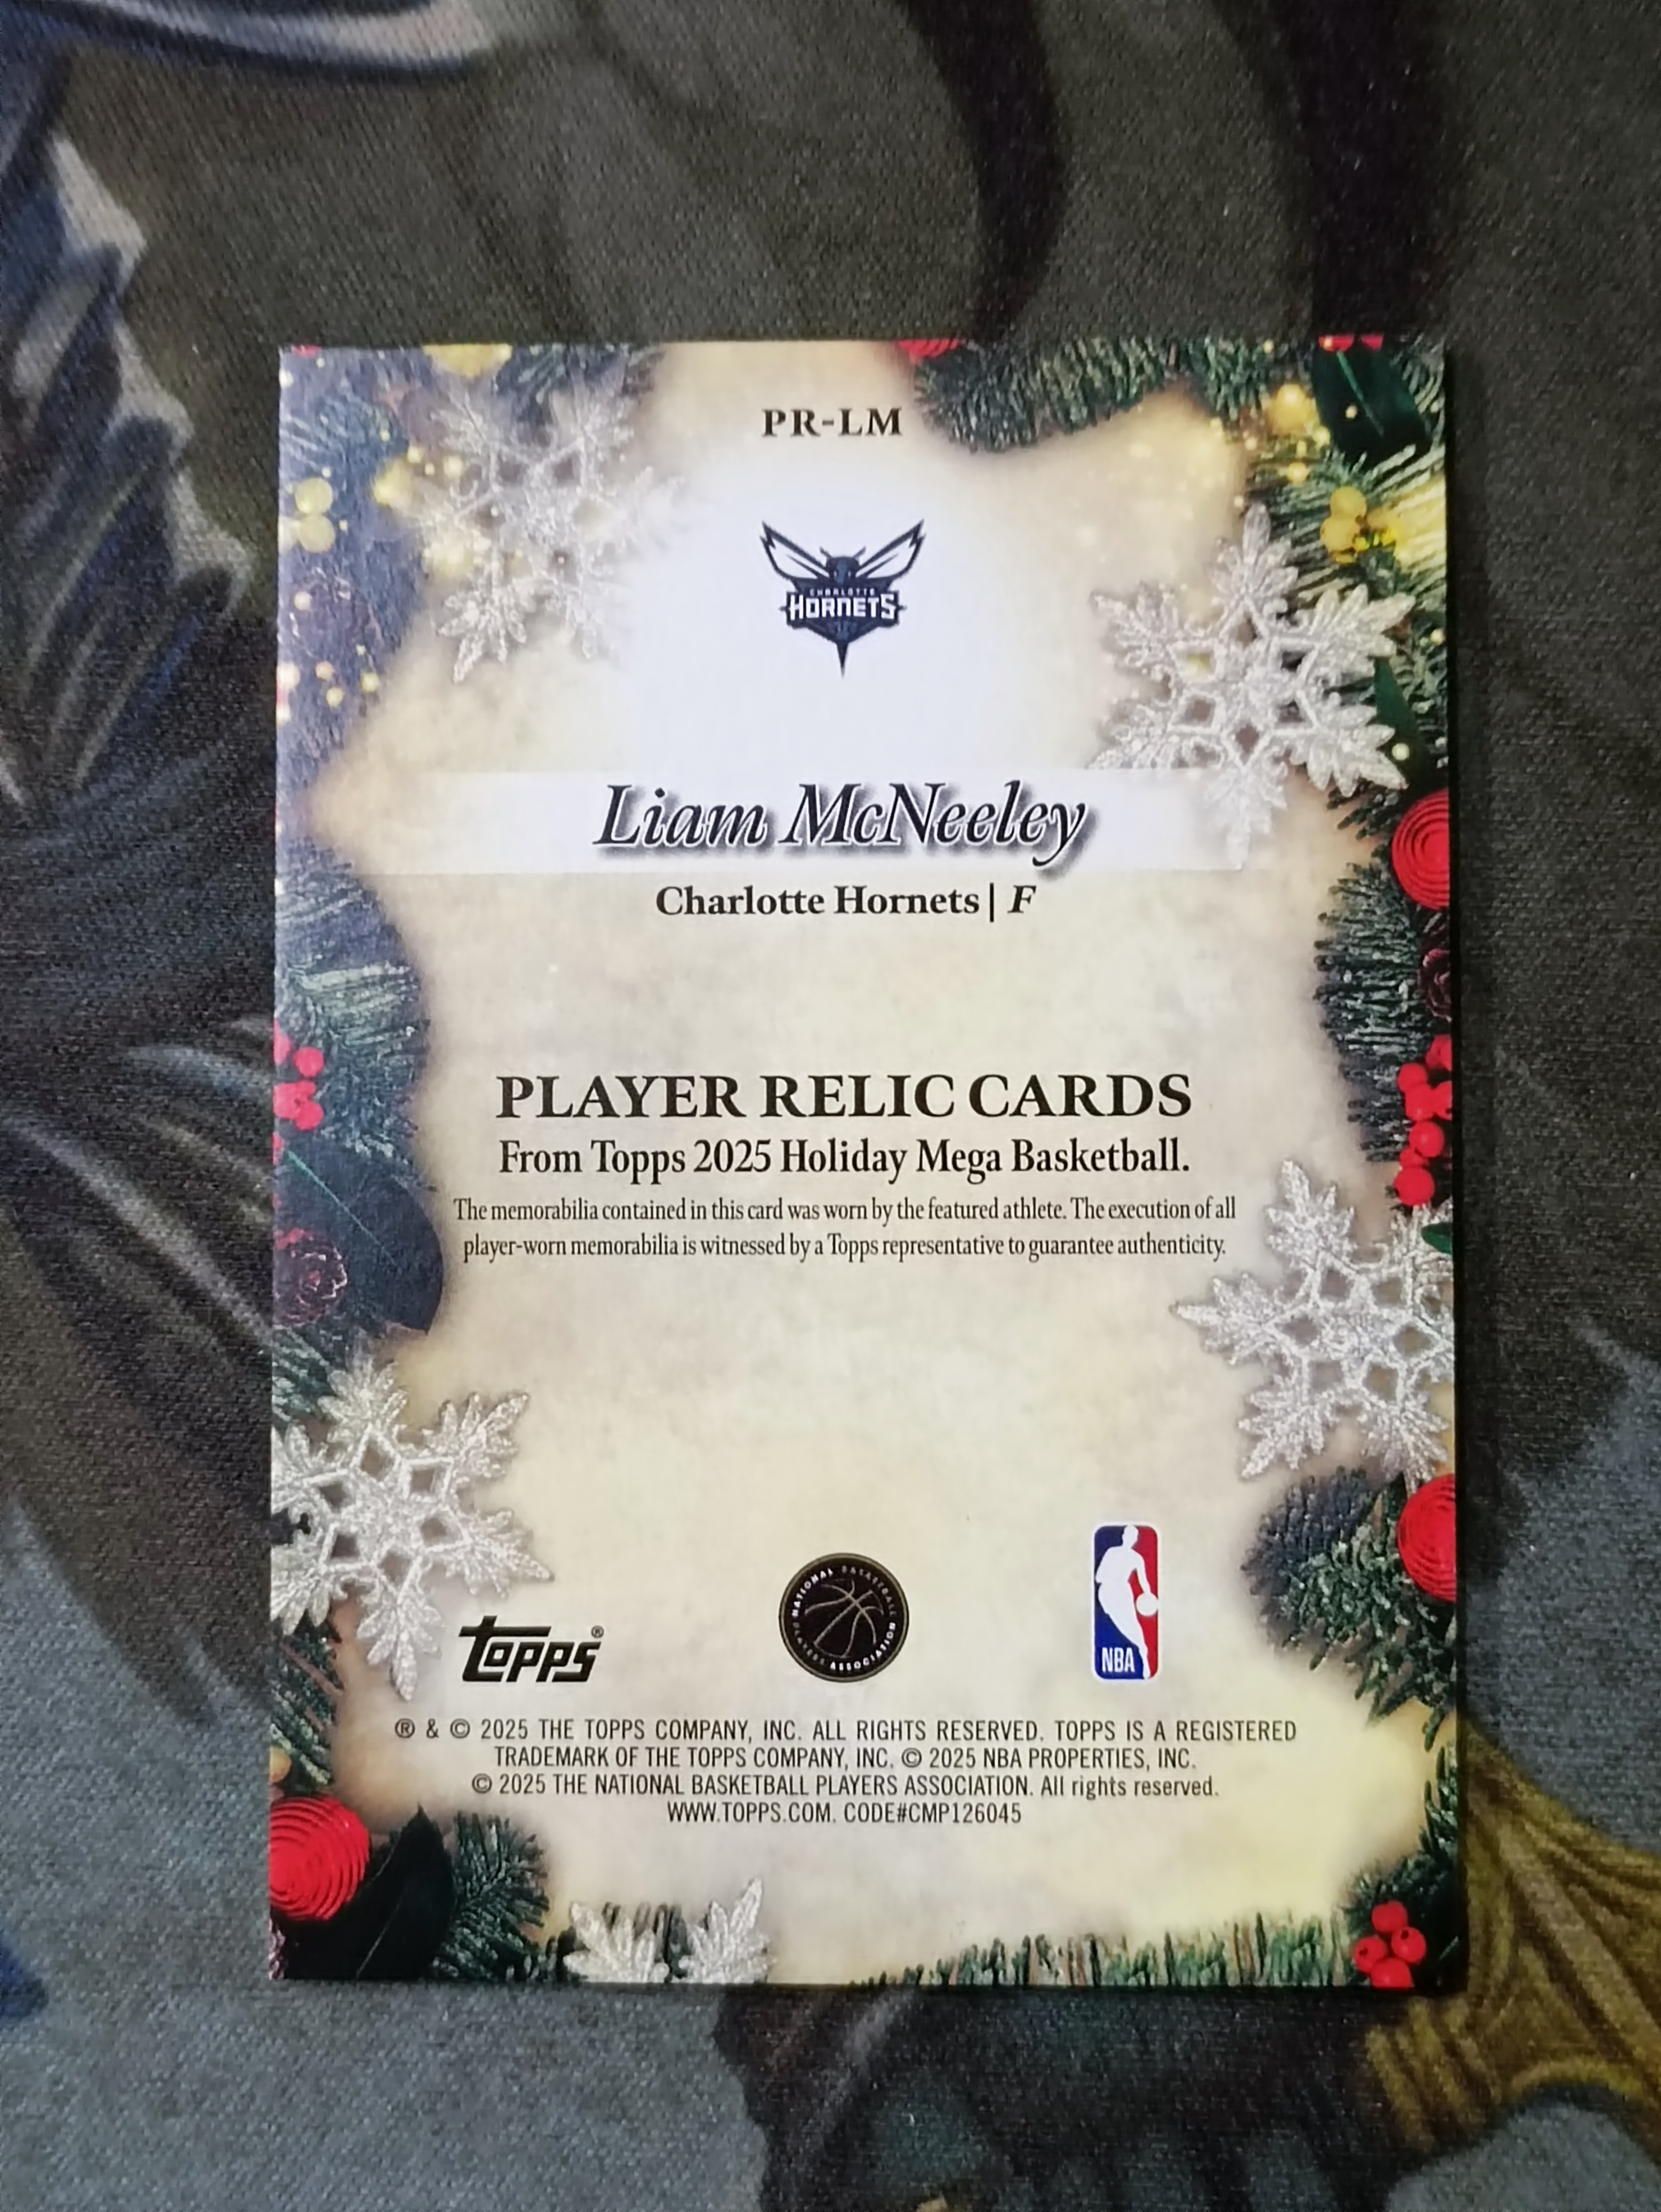 PR-LM
CHARLOTTE
HORNETS
Liam McNeeley
Charlotte Hornets | F
PLAYER RELIC CARDS
From Topps 2025 Holiday Mega Basketball.
The memorabilia contained in this card was worn by the featured athlete. The execution of all
player-worn memorabilia is witnessed by a Topps representative to guarantee authenticity.
topps®
NATIONAL BASKETBALL
PLAYERS ASSOCIATION
NBA
® & © 2025 THE TOPPS COMPANY, INC. ALL RIGHTS RESERVED. TOPPS IS A REGISTERED
TRADEMARK OF THE TOPPS COMPANY, INC. © 2025 NBA PROPERTIES, INC.
© 2025 THE NATIONAL BASKETBALL PLAYERS ASSOCIATION. All rights reserved.
WWW.TOPPS.COM. CODE#CMP126045